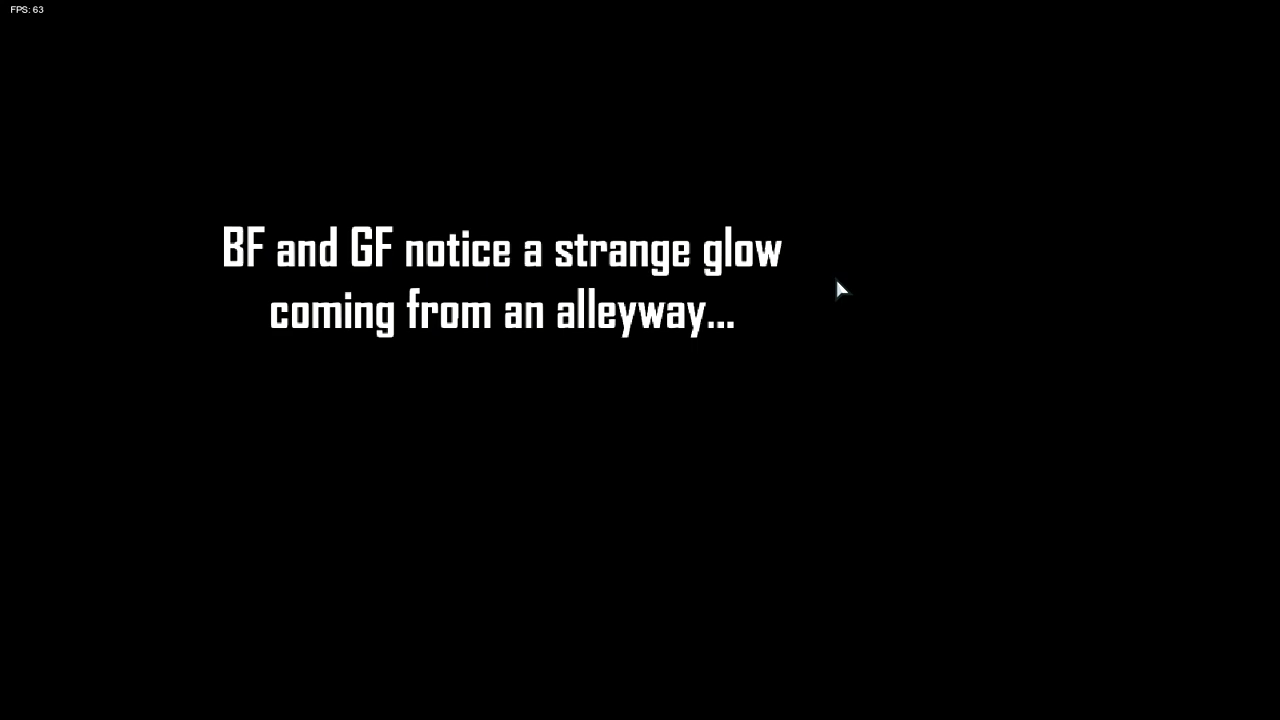 FPS: 63
BF and GF notice a strange glow
coming from an alleyway...